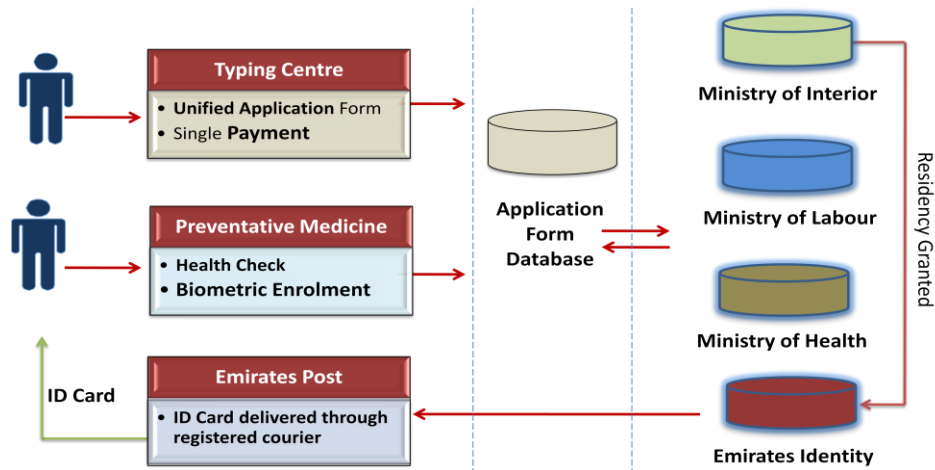 Typing Centre
• Unified Application Form
• Single Payment
Preventative Medicine
• Health Check
• Biometric Enrolment
Emirates Post
• ID Card delivered through
registered courier
ID Card
Application
Form
Database
Ministry of Interior
Ministry of Labour
Ministry of Health
Emirates Identity
Residency Granted